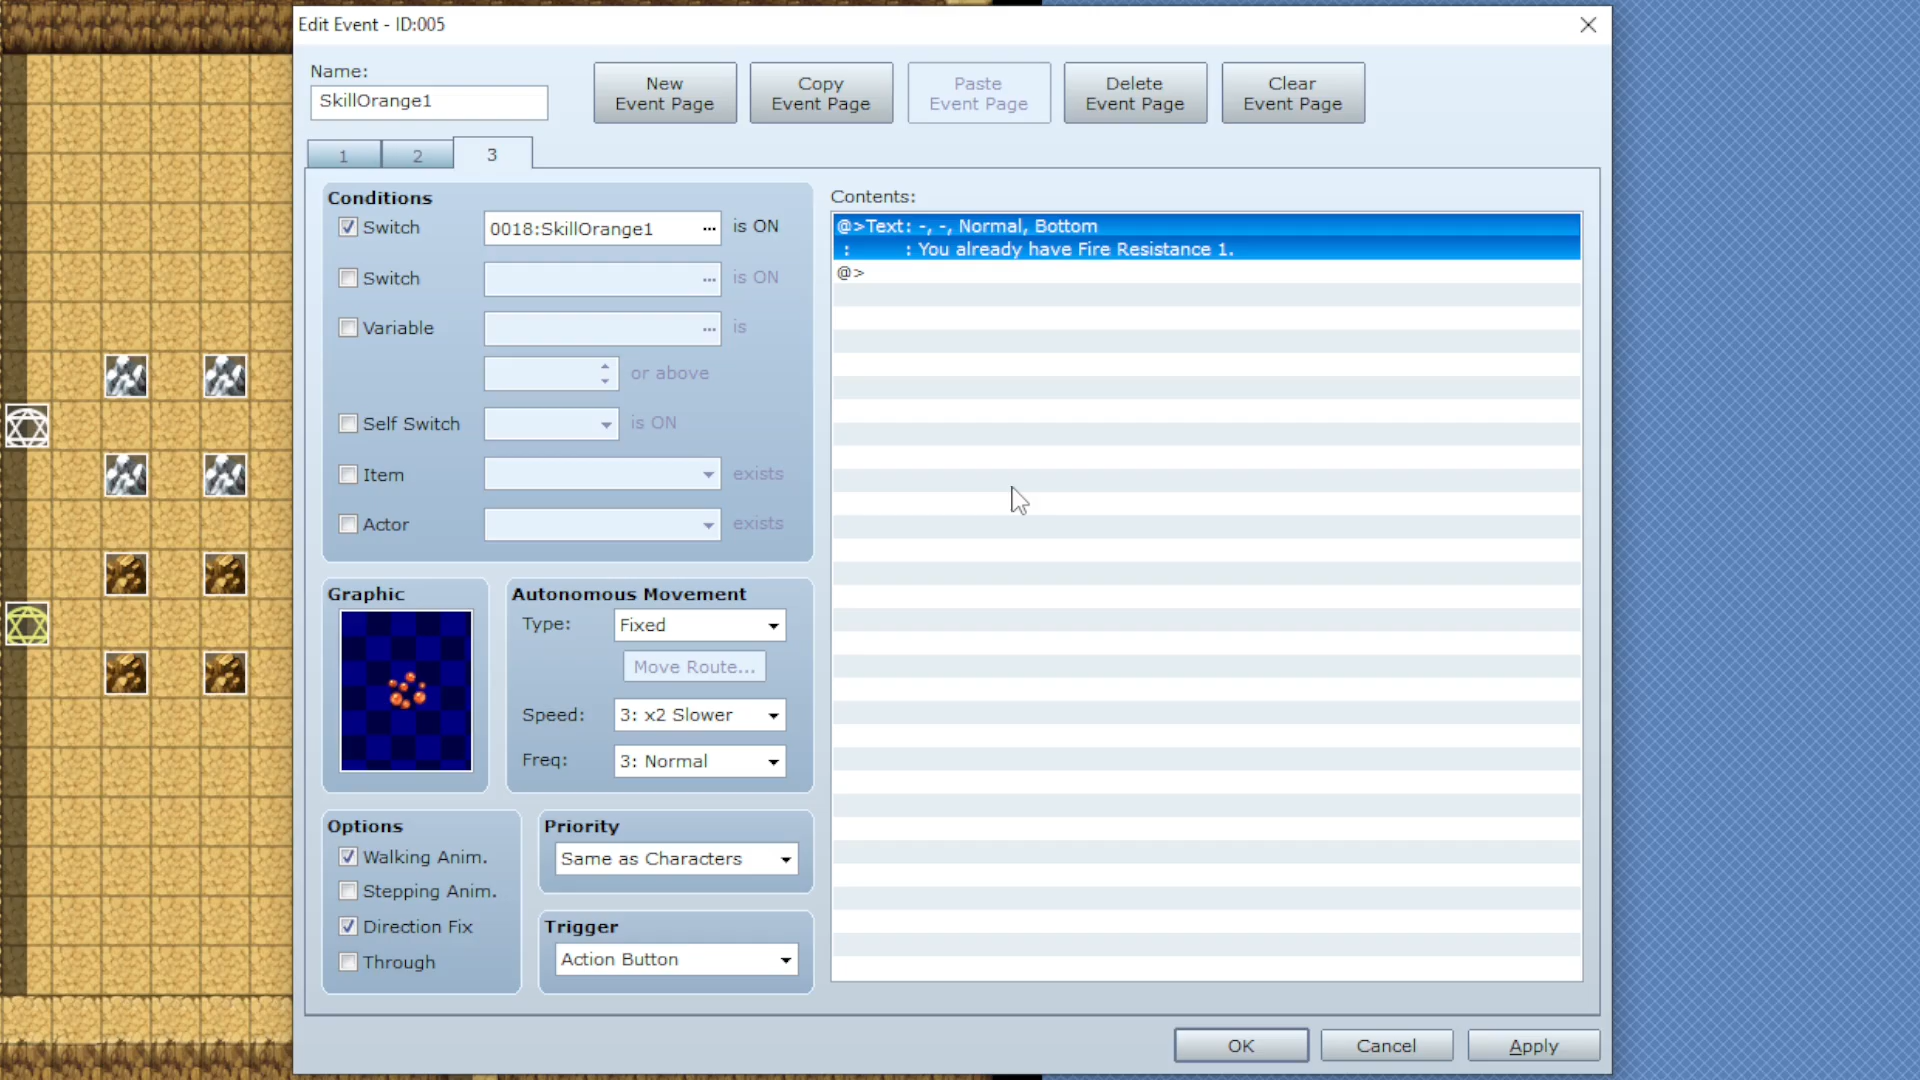 Edit Event - ID:005
Name:
SkillOrange1
New
Event Page
Copy
Event Page
Paste
Event Page
Delete
Event Page
Clear
Event Page
1 2 3
Conditions
Switch 0018:SkillOrange1 ... is ON
Switch ... is ON
Variable ... is
or above
Self Switch is ON
Item exists
Actor exists
Graphic
Autonomous Movement
Type: Fixed
Move Route...
Speed: 3: x2 Slower
Freq: 3: Normal
Options
Walking Anim.
Stepping Anim.
Direction Fix
Through
Priority
Same as Characters
Trigger
Action Button
Contents:
@>Text: -, -, Normal, Bottom
: : You already have Fire Resistance 1.
@>
OK Cancel Apply